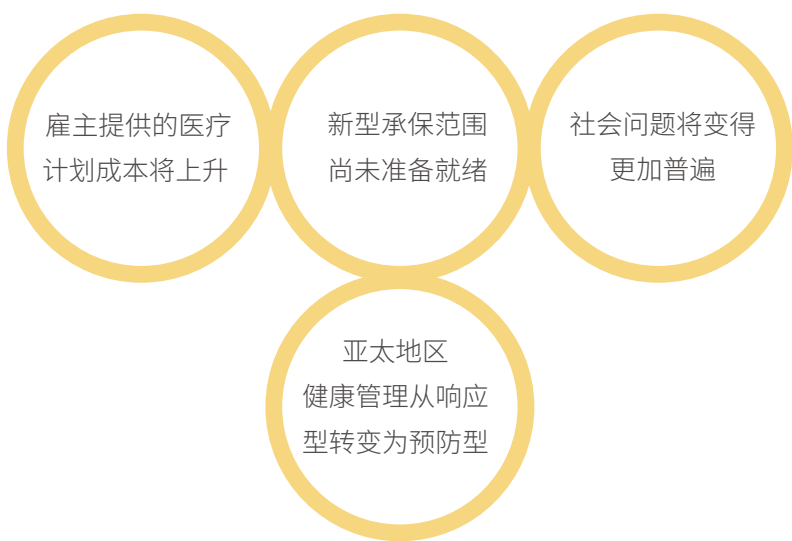 雇主提供的医疗
计划成本将上升
新型承保范围
尚未准备就绪
社会问题将变得
更加普遍
亚太地区
健康管理从响应
型转变为预防型